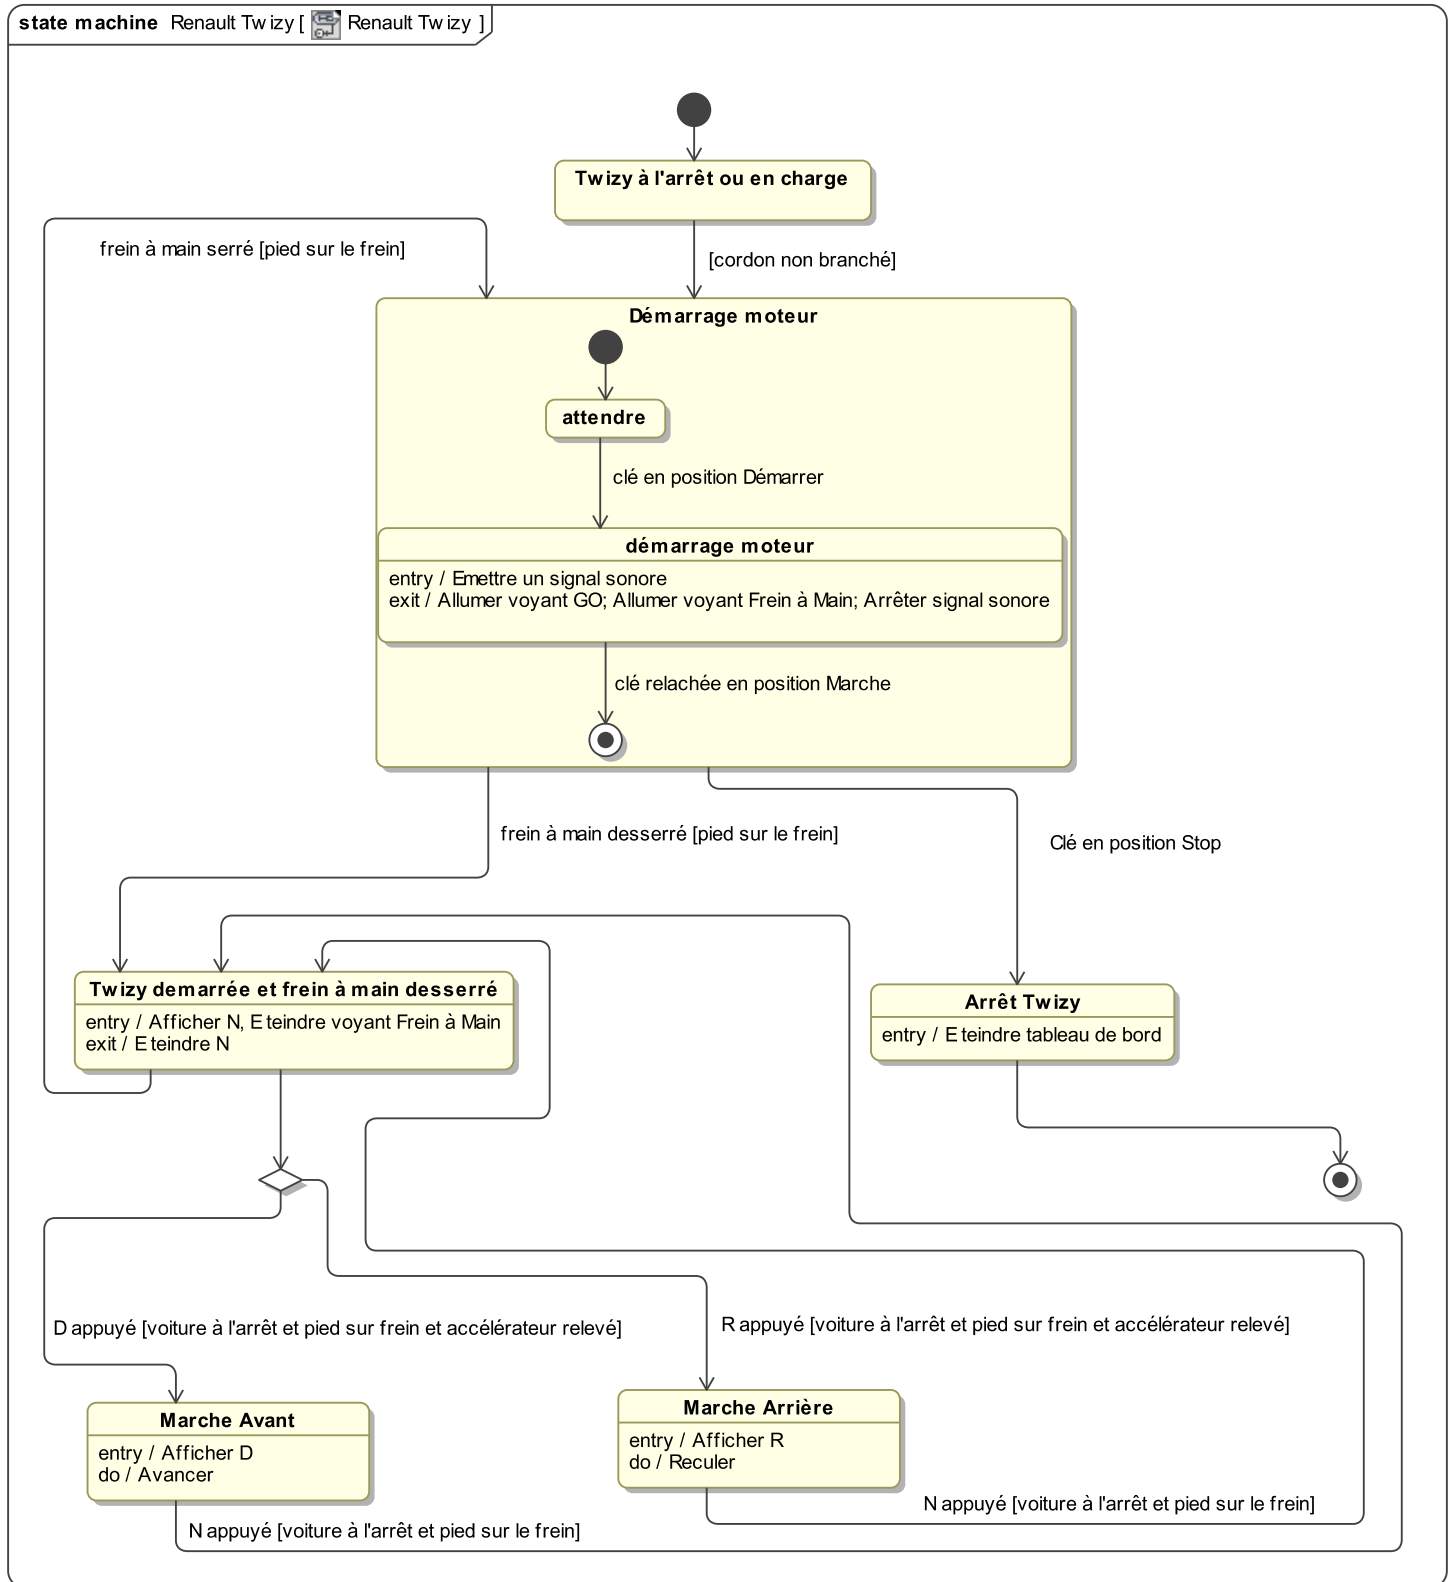 state machine Renault Twizy [ Renault Twizy ]
Twizy à l'arrêt ou en charge
frein à main serré [pied sur le frein]
[cordon non branché]
Démarrage moteur
attendre
clé en position Démarrer
démarrage moteur
entry / Emettre un signal sonore
exit / Allumer voyant GO; Allumer voyant Frein à Main; Arrêter signal sonore
clé relachée en position Marche
frein à main desserré [pied sur le frein]
Clé en position Stop
Twizy demarrée et frein à main desserré
entry / Afficher N, Eteindre voyant Frein à Main
exit / Eteindre N
Arrêt Twizy
entry / Eteindre tableau de bord
D appuyé [voiture à l'arrêt et pied sur frein et accélérateur relevé]
R appuyé [voiture à l'arrêt et pied sur frein et accélérateur relevé]
Marche Avant
entry / Afficher D
do / Avancer
Marche Arrière
entry / Afficher R
do / Reculer
N appuyé [voiture à l'arrêt et pied sur le frein]
N appuyé [voiture à l'arrêt et pied sur le frein]